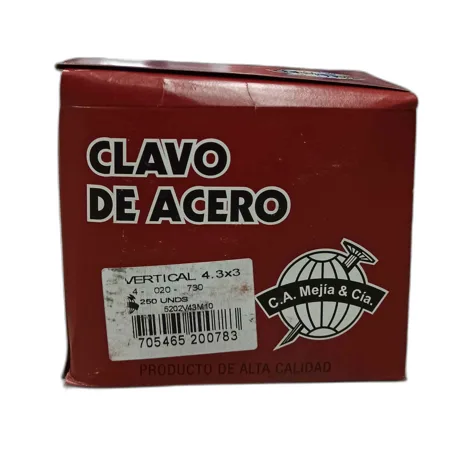 CLAVO
DE ACERO
VERTICAL 4.3x3
4 - 020 - 730
250 UNDS
5202V43M10
705465 200783
C.A. Mejía & Cia.
PRODUCTO DE ALTA CALIDAD